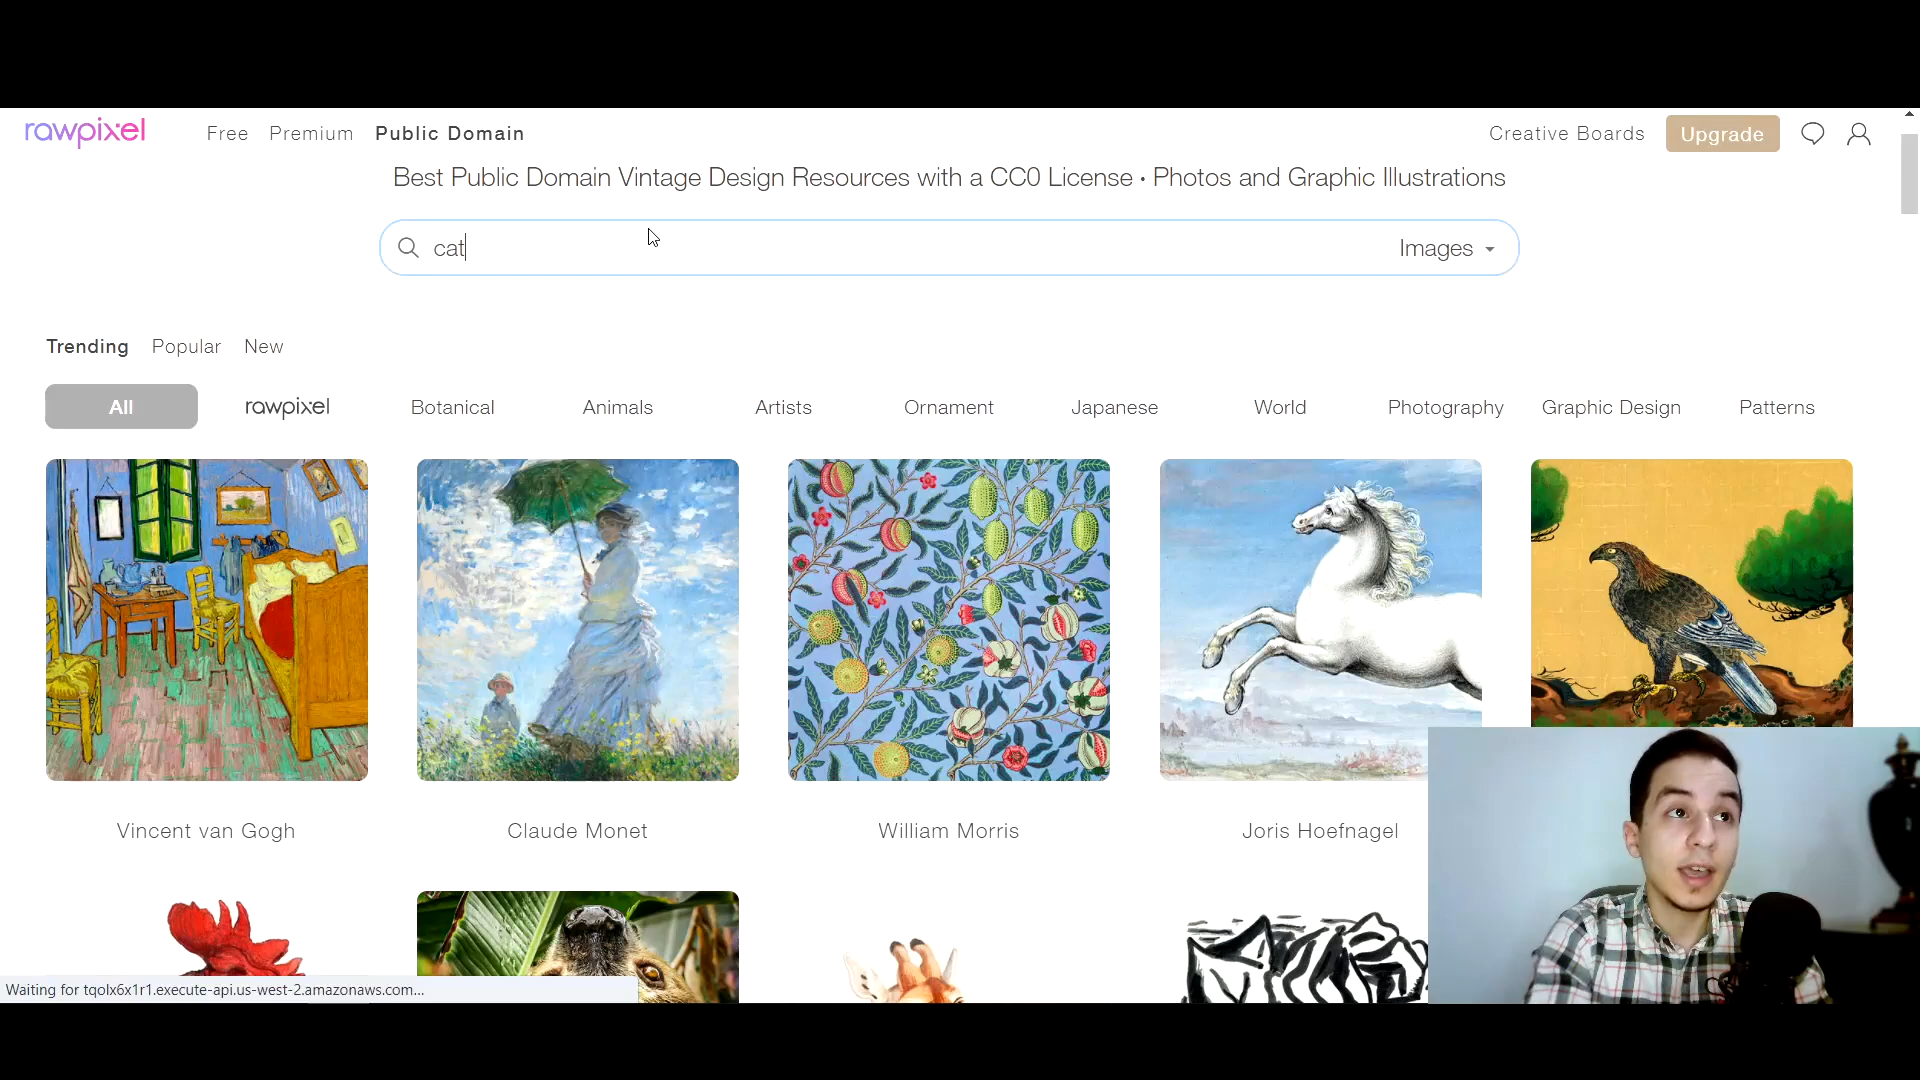 rawpixel Free Premium Public Domain Creative Boards Upgrade
Best Public Domain Vintage Design Resources with a CC0 License • Photos and Graphic Illustrations
cat Images
Trending Popular New
All rawpixel Botanical Animals Artists Ornament Japanese World Photography Graphic Design Patterns
Vincent van Gogh Claude Monet William Morris Joris Hoefnagel
Waiting for tqolx6x1r1.execute-api.us-west-2.amazonaws.com...